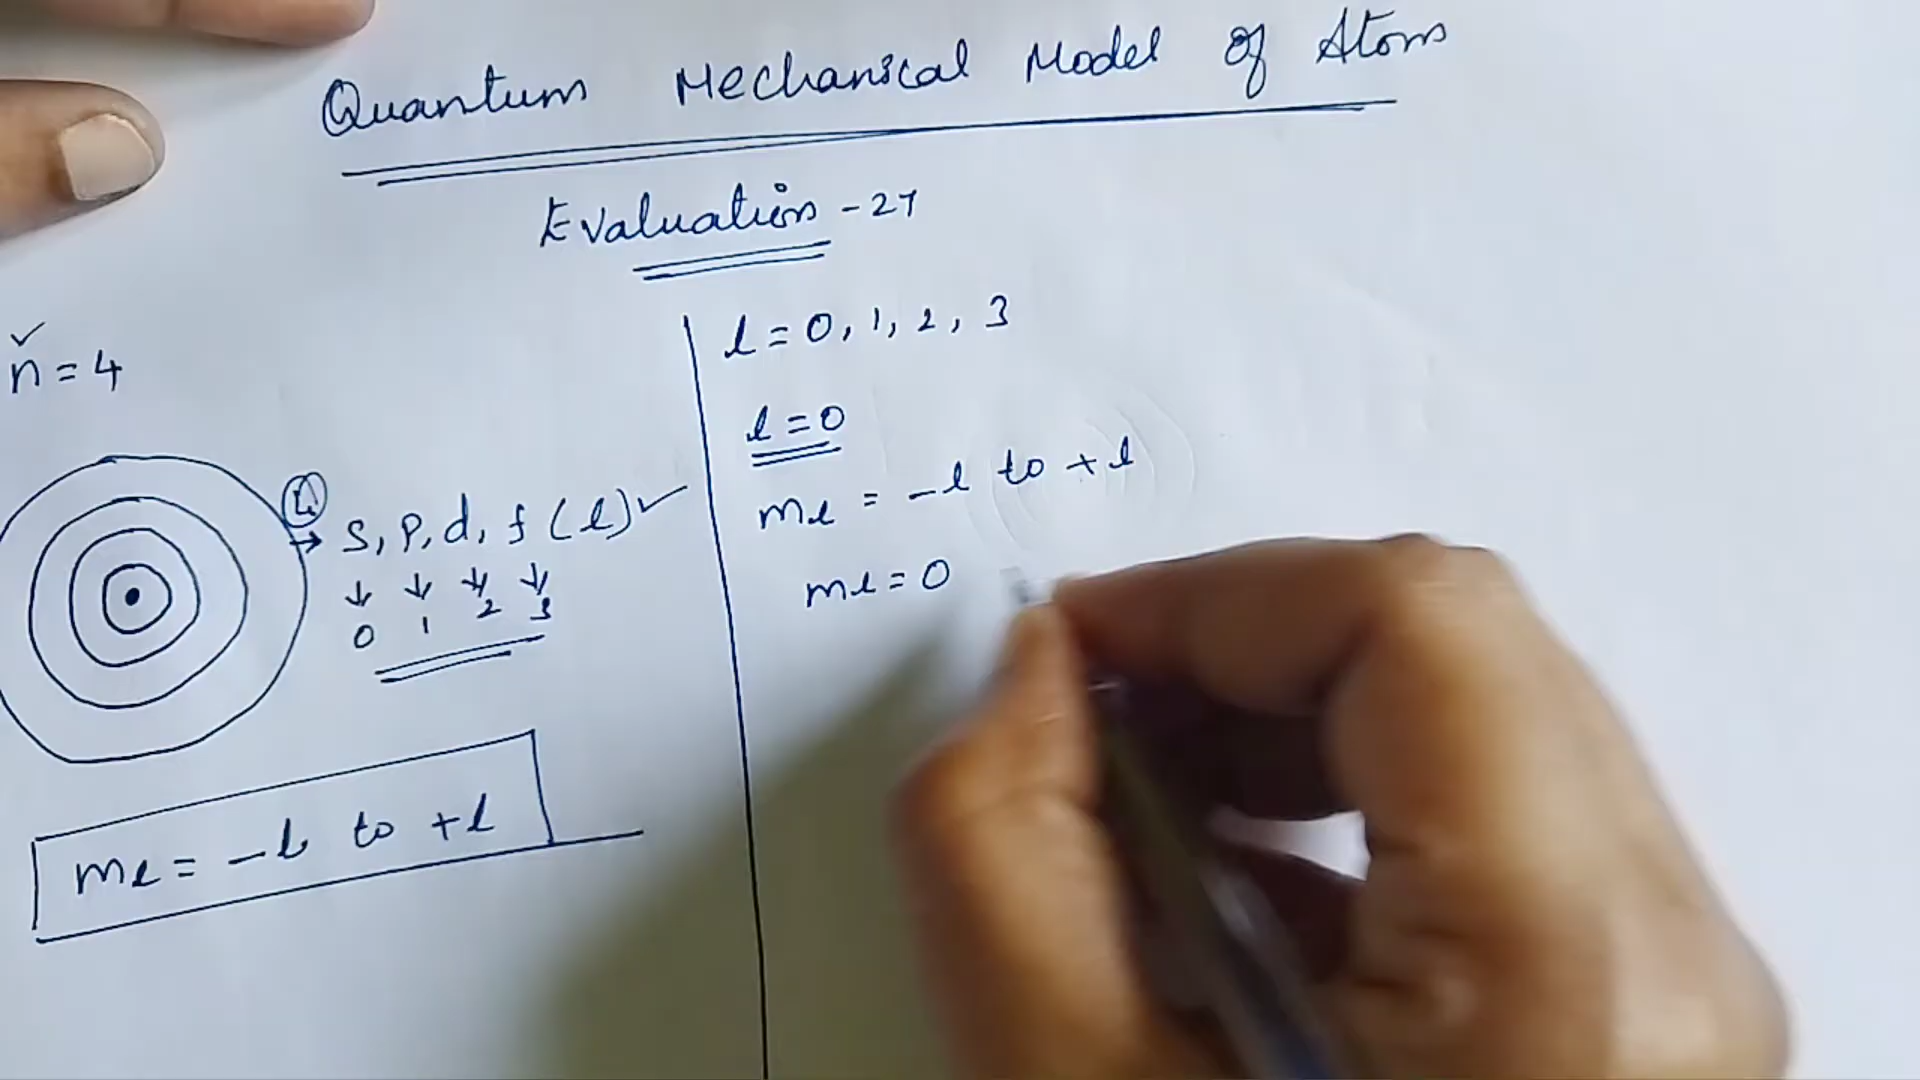 Quantum Mechanical Model of Atom
Evaluation - 27
n = 4
4
→ s, p, d, f (l) ✓
↓ ↓ ↓ ↓
0 1 2 3
ml = -l to +l
l = 0, 1, 2, 3
l = 0
ml = -l to +l
ml = 0